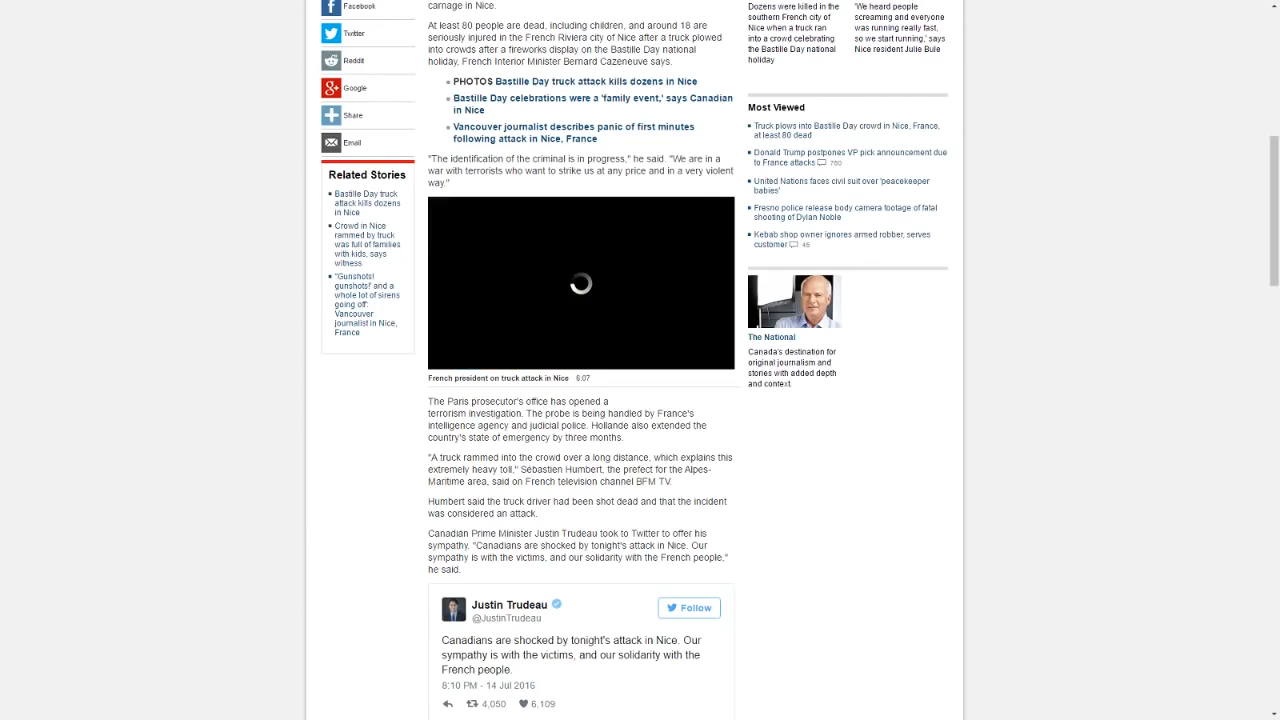 Facebook
Twitter
Reddit
Google
Share
Email
Related Stories
Bastille Day truck
attack kills dozens
in Nice
Crowd in Nice
rammed by truck
was full of families
with kids, says
witness
"Gunshots!
gunshots!' and a
whole lot of sirens
going off':
Vancouver
journalist in Nice,
France
carnage in Nice.
At least 80 people are dead, including children, and around 18 are
seriously injured in the French Riviera city of Nice after a truck plowed
into crowds after a fireworks display on the Bastille Day national
holiday, French Interior Minister Bernard Cazeneuve says.
PHOTOS Bastille Day truck attack kills dozens in Nice
Bastille Day celebrations were a 'family event,' says Canadian
in Nice
Vancouver journalist describes panic of first minutes
following attack in Nice, France
"The identification of the criminal is in progress," he said. "We are in a
war with terrorists who want to strike us at any price and in a very violent
way."
French president on truck attack in Nice 6:07
The Paris prosecutor's office has opened a
terrorism investigation. The probe is being handled by France's
intelligence agency and judicial police. Hollande also extended the
country's state of emergency by three months.
"A truck rammed into the crowd over a long distance, which explains this
extremely heavy toll," Sébastien Humbert, the prefect for the Alpes-
Maritime area, said on French television channel BFM TV.
Humbert said the truck driver had been shot dead and that the incident
was considered an attack.
Canadian Prime Minister Justin Trudeau took to Twitter to offer his
sympathy. "Canadians are shocked by tonight's attack in Nice. Our
sympathy is with the victims, and our solidarity with the French people,"
he said.
Justin Trudeau
@JustinTrudeau
Follow
Canadians are shocked by tonight's attack in Nice. Our
sympathy is with the victims, and our solidarity with the
French people.
8:10 PM - 14 Jul 2016
4,050 6,109
Dozens were killed in the
southern French city of
Nice when a truck ran
into a crowd celebrating
the Bastille Day national
holiday
'We heard people
screaming and everyone
was running really fast,
so we start running,' says
Nice resident Julie Bule
Most Viewed
Truck plows into Bastille Day crowd in Nice, France,
at least 80 dead
Donald Trump postpones VP pick announcement due
to France attacks 760
United Nations faces civil suit over 'peacekeeper
babies'
Fresno police release body camera footage of fatal
shooting of Dylan Noble
Kebab shop owner ignores armed robber, serves
customer 45
The National
Canada's destination for
original journalism and
stories with added depth
and context.